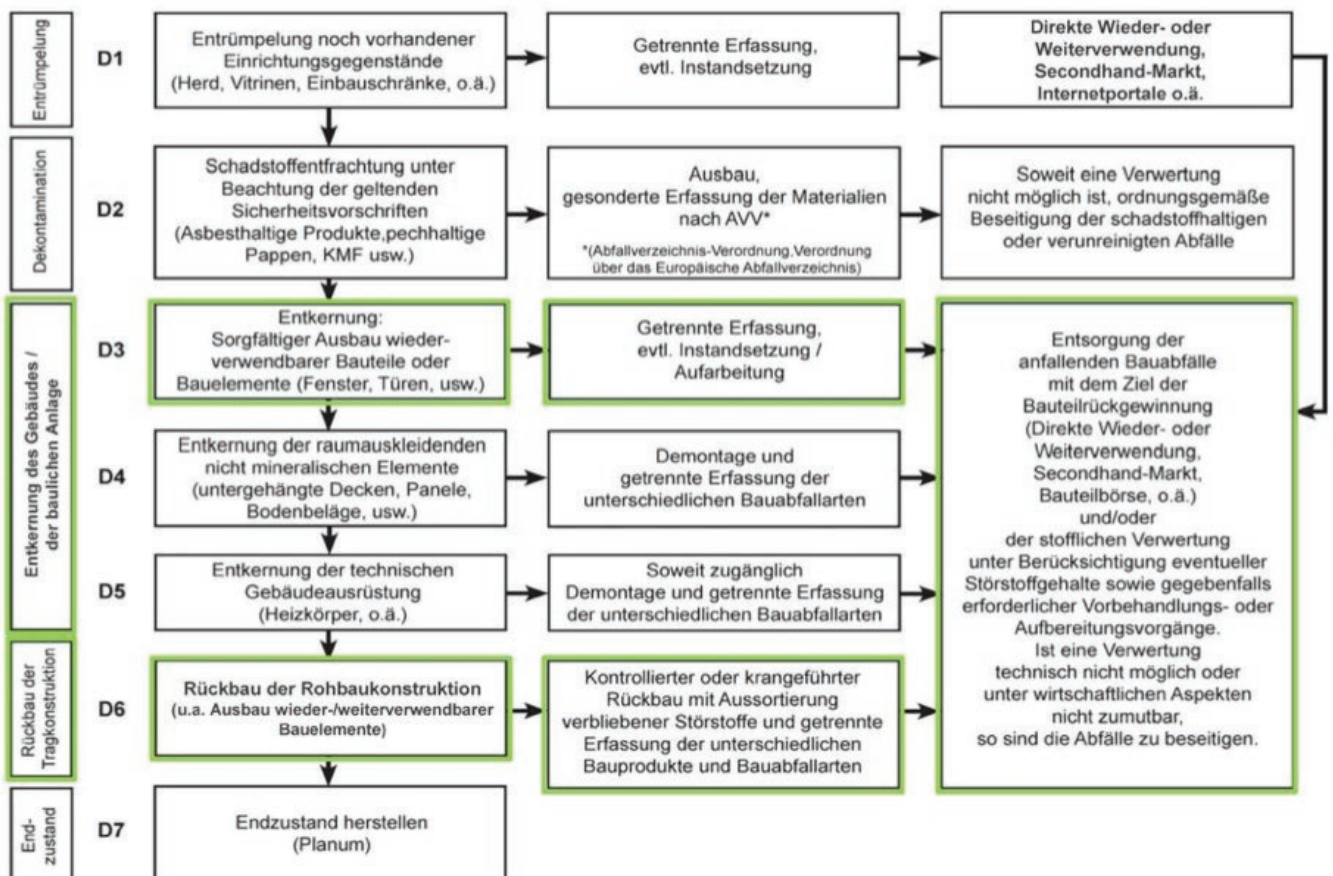 Entrümpelung
D1
Entrümpelung noch vorhandener
Einrichtungsgegenstände
(Herd, Vitrinen, Einbauschränke, o.ä.)
Getrennte Erfassung,
evtl. Instandsetzung
Direkte Wieder- oder
Weiterverwendung,
Secondhand-Markt,
Internetportale o.ä.
Dekontamination
D2
Schadstoffentfrachtung unter
Beachtung der geltenden
Sicherheitsvorschriften
(Asbesthaltige Produkte,pechhaltige
Pappen, KMF usw.)
Ausbau,
gesonderte Erfassung der Materialien
nach AVV*
*(Abfallverzeichnis-Verordnung,Verordnung
über das Europäische Abfallverzeichnis)
Soweit eine Verwertung
nicht möglich ist, ordnungsgemäße
Beseitigung der schadstoffhaltigen
oder verunreinigten Abfälle
Entkernung des Gebäudes /
der baulichen Anlage
D3
Entkernung:
Sorgfältiger Ausbau wieder-
verwendbarer Bauteile oder
Bauelemente (Fenster, Türen, usw.)
Getrennte Erfassung,
evtl. Instandsetzung /
Aufarbeitung
D4
Entkernung der raumauskleidenden
nicht mineralischen Elemente
(untergehängte Decken, Panele,
Bodenbeläge, usw.)
Demontage und
getrennte Erfassung der
unterschiedlichen Bauabfallarten
D5
Entkernung der technischen
Gebäudeausrüstung
(Heizkörper, o.ä.)
Soweit zugänglich
Demontage und getrennte Erfassung
der unterschiedlichen Bauabfallarten
Entsorgung der
anfallenden Bauabfälle
mit dem Ziel der
Bauteilrückgewinnung
(Direkte Wieder- oder
Weiterverwendung,
Secondhand-Markt,
Bauteilbörse, o.ä.)
und/oder
der stofflichen Verwertung
unter Berücksichtigung eventueller
Störstoffgehalte sowie gegebenfalls
erforderlicher Vorbehandlungs- oder
Aufbereitungsvorgänge.
Ist eine Verwertung
technisch nicht möglich oder
unter wirtschaftlichen Aspekten
nicht zumutbar,
so sind die Abfälle zu beseitigen.
Rückbau der
Tragkonstruktion
D6
Rückbau der Rohbaukonstruktion
(u.a. Ausbau wieder-/weiterverwendbarer
Bauelemente)
Kontrollierter oder krangeführter
Rückbau mit Aussortierung
verbliebener Störstoffe und getrennte
Erfassung der unterschiedlichen
Bauprodukte und Bauabfallarten
End-
zustand
D7
Endzustand herstellen
(Planum)